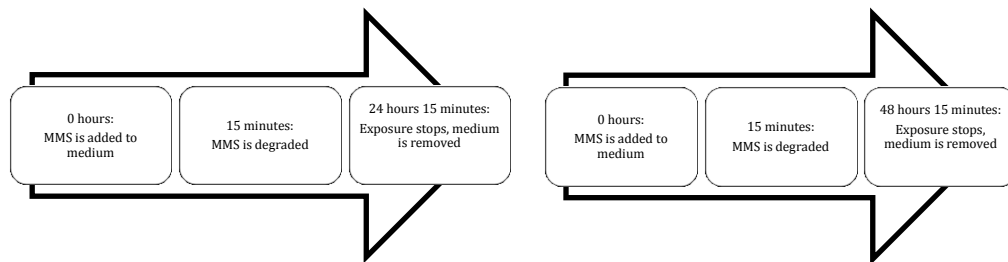 0 hours:
MMS is added to
medium
15 minutes:
MMS is degraded
24 hours 15 minutes:
Exposure stops, medium
is removed
0 hours:
MMS is added to
medium
15 minutes:
MMS is degraded
48 hours 15 minutes:
Exposure stops,
medium is removed